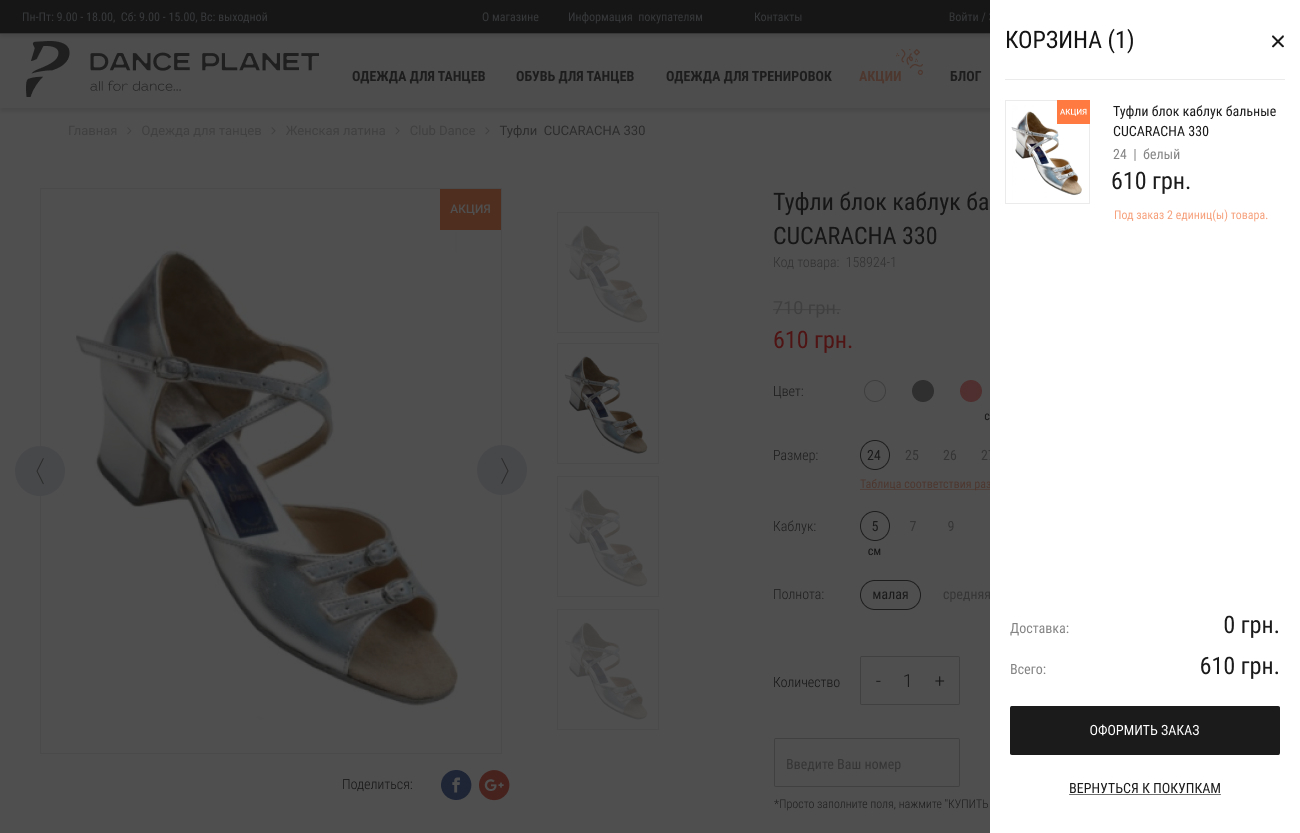 Пн-Пт: 9.00 - 18.00, Сб: 9.00 - 15.00, Вс: выходной
О магазине
Информация покупателям
Контакты
Войти /
DANCE PLANET
all for dance...
ОДЕЖДА ДЛЯ ТАНЦЕВ
ОБУВЬ ДЛЯ ТАНЦЕВ
ОДЕЖДА ДЛЯ ТРЕНИРОВОК
АКЦИИ
БЛОГ
Главная > Одежда для танцев > Женская латина > Club Dance > Туфли CUCARACHA 330
АКЦИЯ
Поделиться:
f
G+
Туфли блок каблук ба
CUCARACHA 330
Код товара: 158924-1
710 грн.
610 грн.
Цвет:
Размер: 24 25 26
Таблица соответствия раз
Каблук: 5 7 9
см
Полнота: малая средняя
Количество - 1 +
Введите Ваш номер
*Просто заполните поля, нажмите "КУПИТЬ
КОРЗИНА (1)
×
АКЦИЯ
Туфли блок каблук бальные
CUCARACHA 330
24 | белый
610 грн.
Под заказ 2 единиц(ы) товара.
Доставка: 0 грн.
Всего: 610 грн.
ОФОРМИТЬ ЗАКАЗ
ВЕРНУТЬСЯ К ПОКУПКАМ